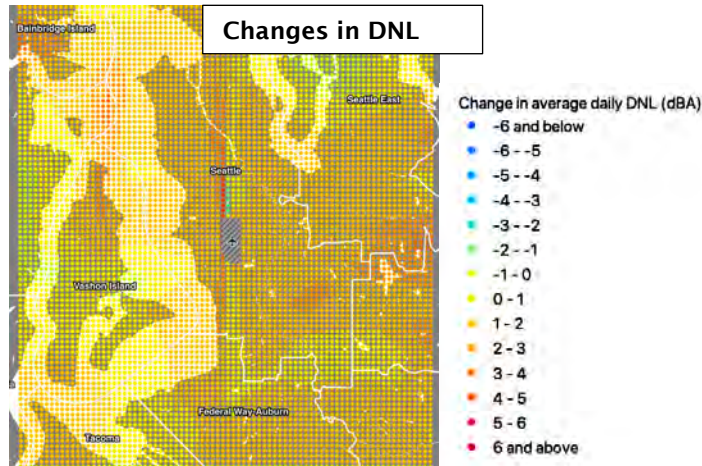 Changes in DNL
Bainbridge Island
Seattle East
Seattle
Vashon Island
Federal Way-Auburn
Tacoma
Change in average daily DNL (dBA)
-6 and below
-6 - -5
-5 - -4
-4 - -3
-3 - -2
-2 - -1
-1 - 0
0 - 1
1 - 2
2 - 3
3 - 4
4 - 5
5 - 6
6 and above